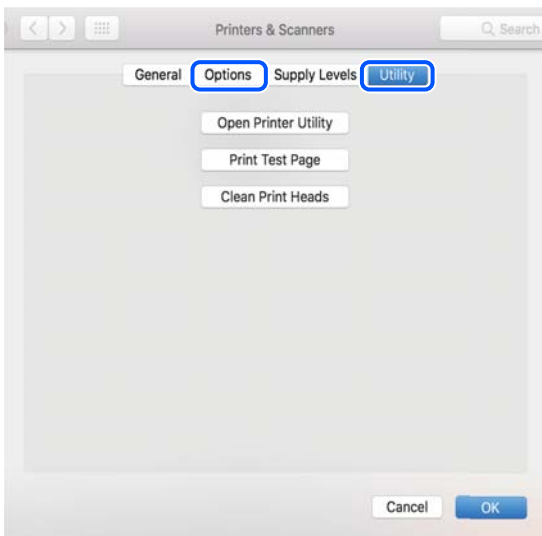 Printers & Scanners Search
General Options Supply Levels Utility
Open Printer Utility
Print Test Page
Clean Print Heads
Cancel OK